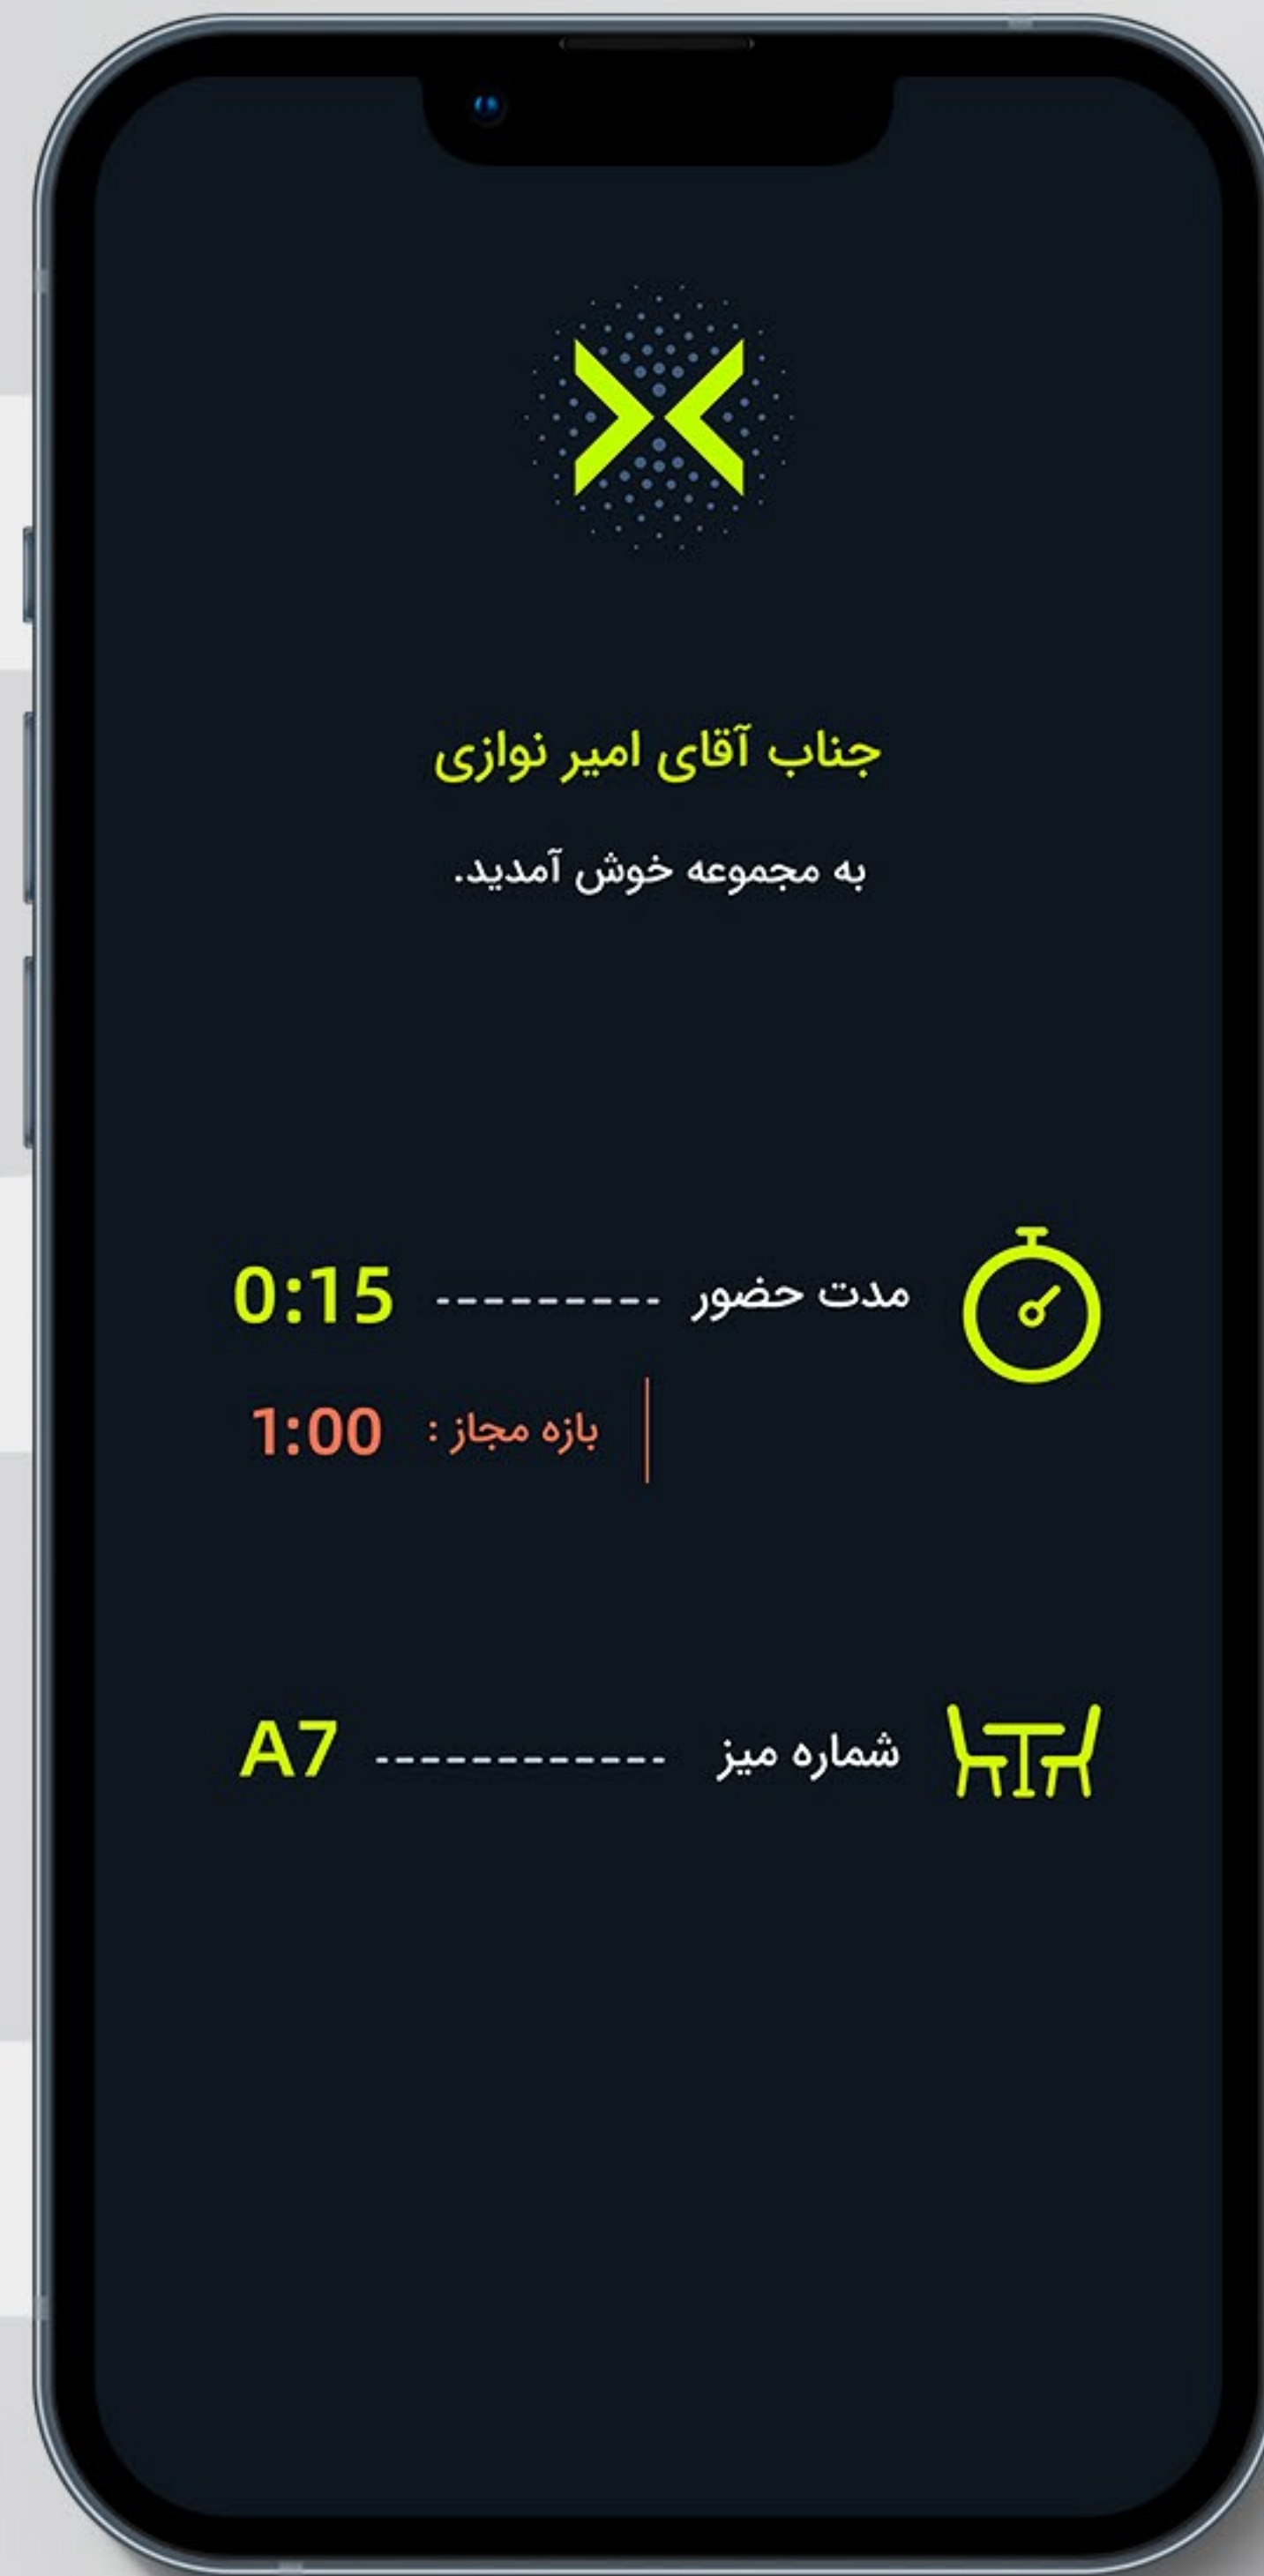 جناب آقای امیر نوازی
به مجموعه خوش آمدید.
مدت حضور --------- 0:15
بازه مجاز : 1:00
شماره میز ------------ A7